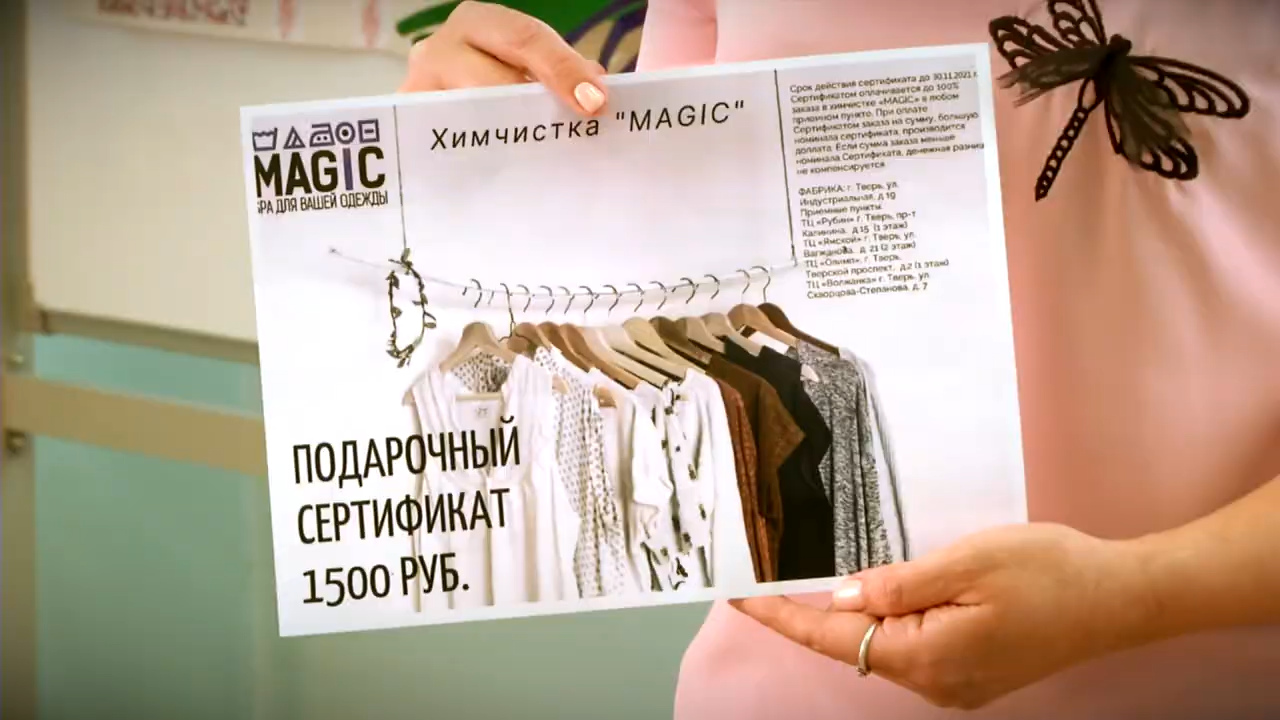 MAGIC
СПА ДЛЯ ВАШЕЙ ОДЕЖДЫ
Химчистка "MAGIC"
Срок действия сертификата до 30.11.2021 г.
Сертификатом оплачивается до 100%
заказа в химчистке «MAGIC» в любом
приемном пункте. При оплате
Сертификатом заказа на сумму, большую
номинала сертификата, производится
доплата. Если сумма заказа меньше
номинала Сертификата, денежная разница
не компенсируется.
ФАБРИКА: г. Тверь, ул.
Индустриальная, д 19
Приемные пункты:
ТЦ «Рубин» г. Тверь, пр-т
Калинина, д 15 (1 этаж)
ТЦ «Ямской» г. Тверь, ул.
Вагжанова, д. 21 (2 этаж)
ТЦ «Олимп», г. Тверь,
Тверской проспект, д.2 (1 этаж)
ТЦ «Волжанка» г. Тверь, ул
Скворцова-Степанова, д. 7
ПОДАРОЧНЫЙ
СЕРТИФИКАТ
1500 РУБ.